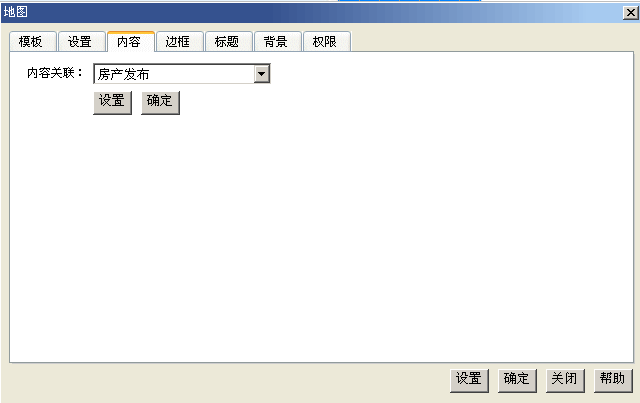 地图
模板 设置 内容 边框 标题 背景 权限
内容关联： 房产发布
设置 确定
设置 确定 关闭 帮助